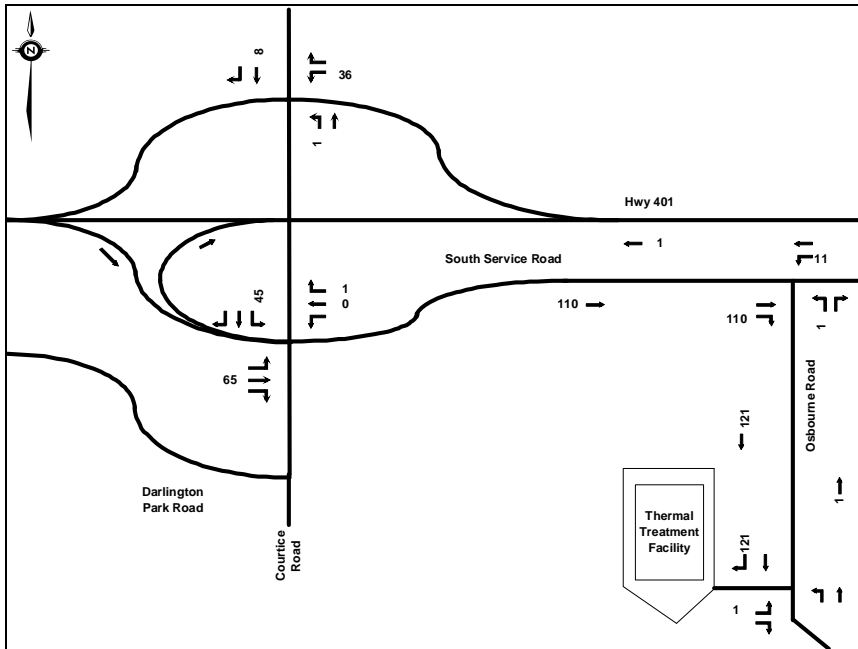 N
8
36
1
Hwy 401
1
South Service Road
11
45
1
0
110
110
1
65
Osbourne Road
121
Darlington
Park Road
Courtice
Road
Thermal
Treatment
Facility
121
1
1